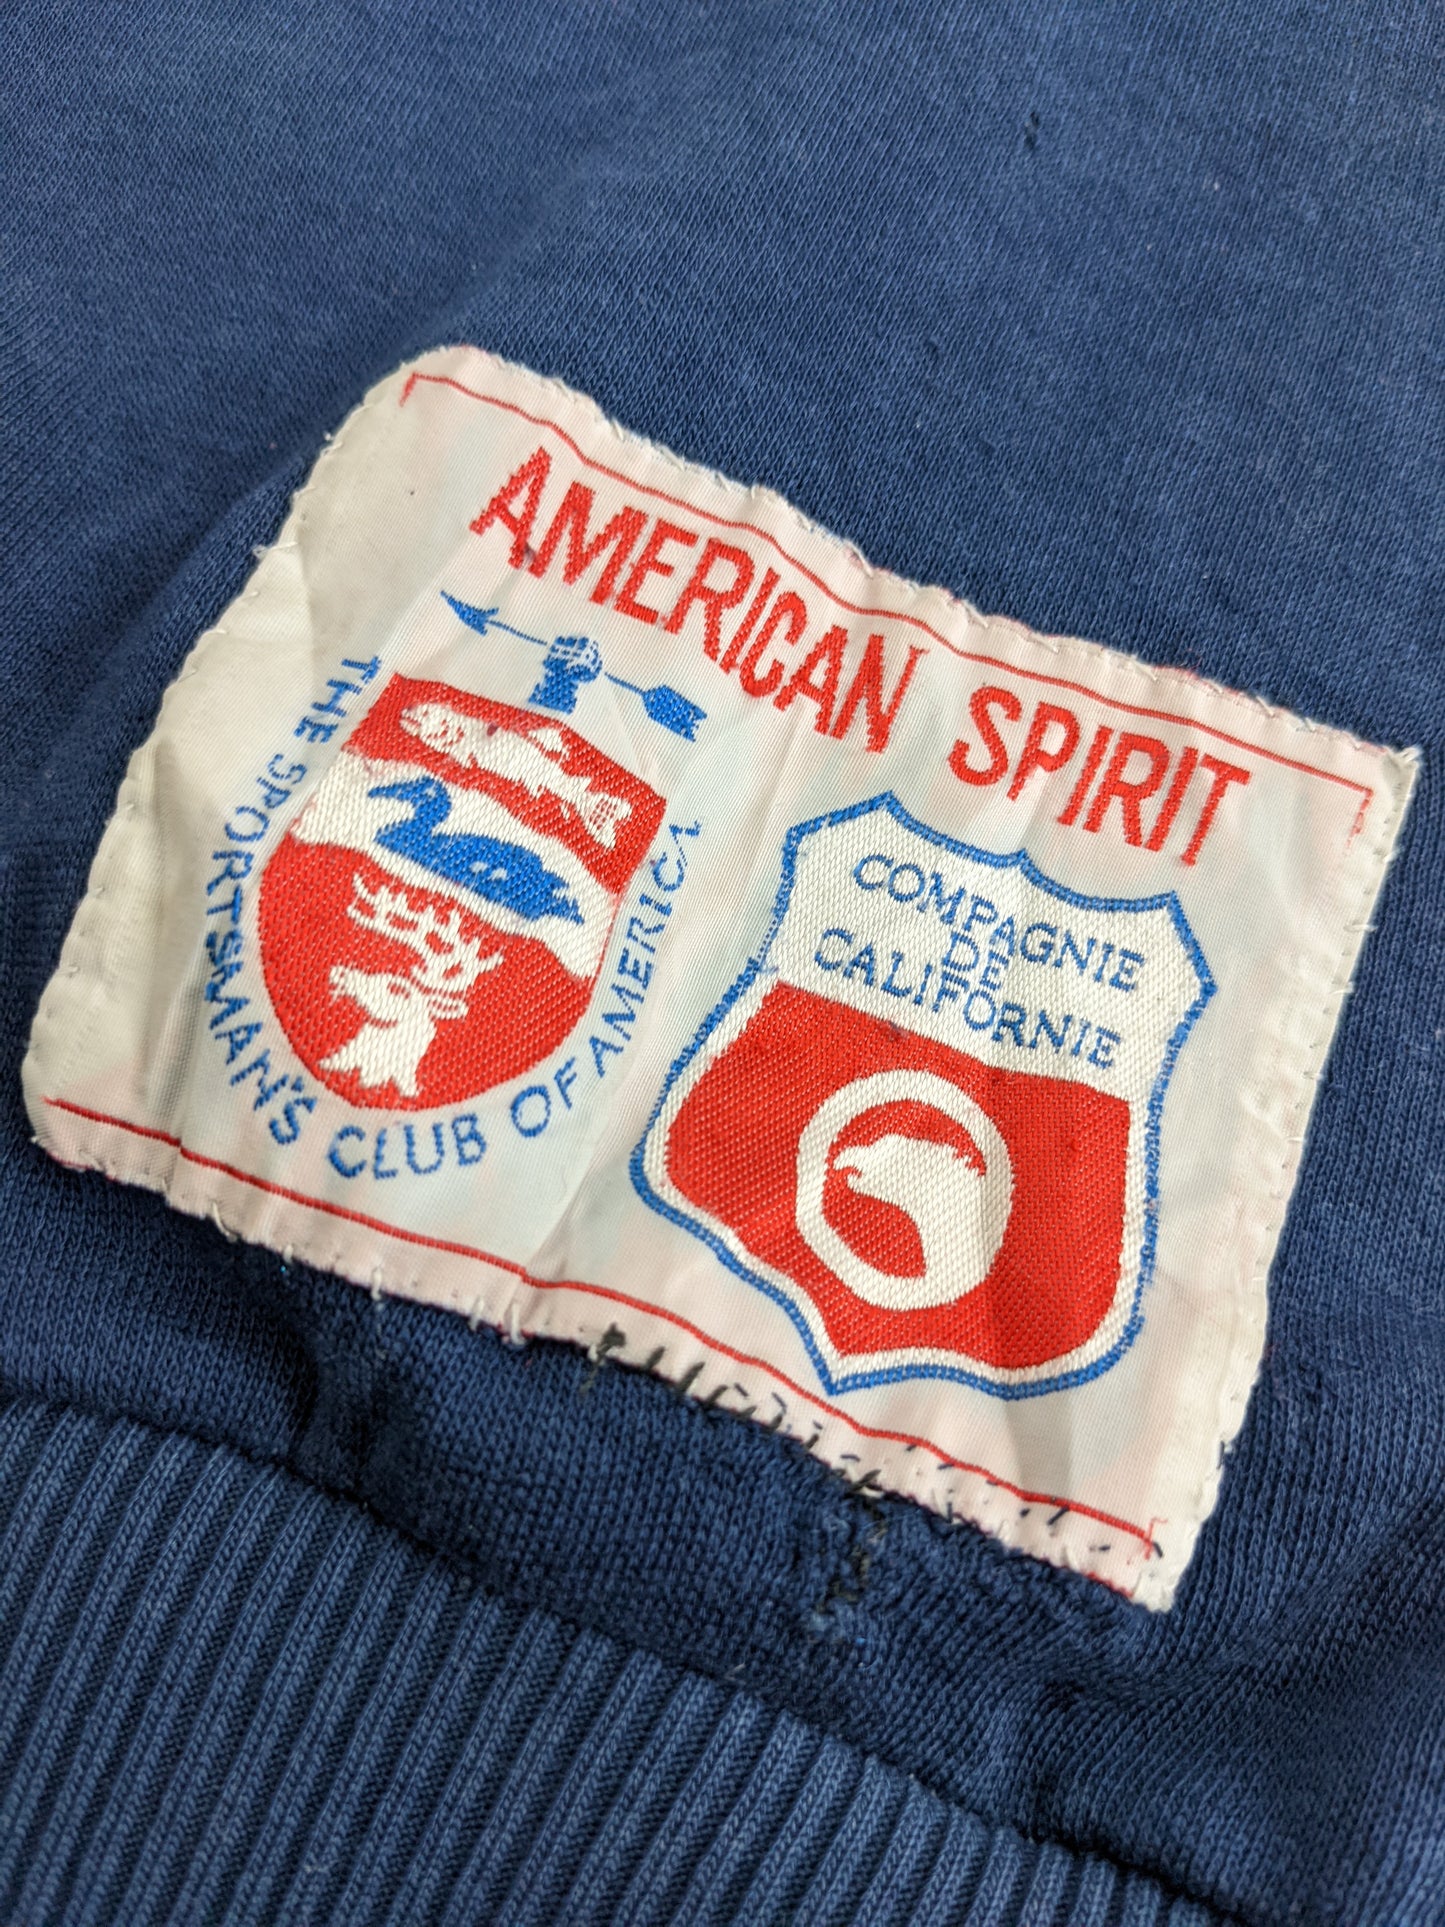 AMERICAN SPIRIT
THE SPORTSMAN'S CLUB OF AMERICA
COMPAGNIE
DE
CALIFORNIE